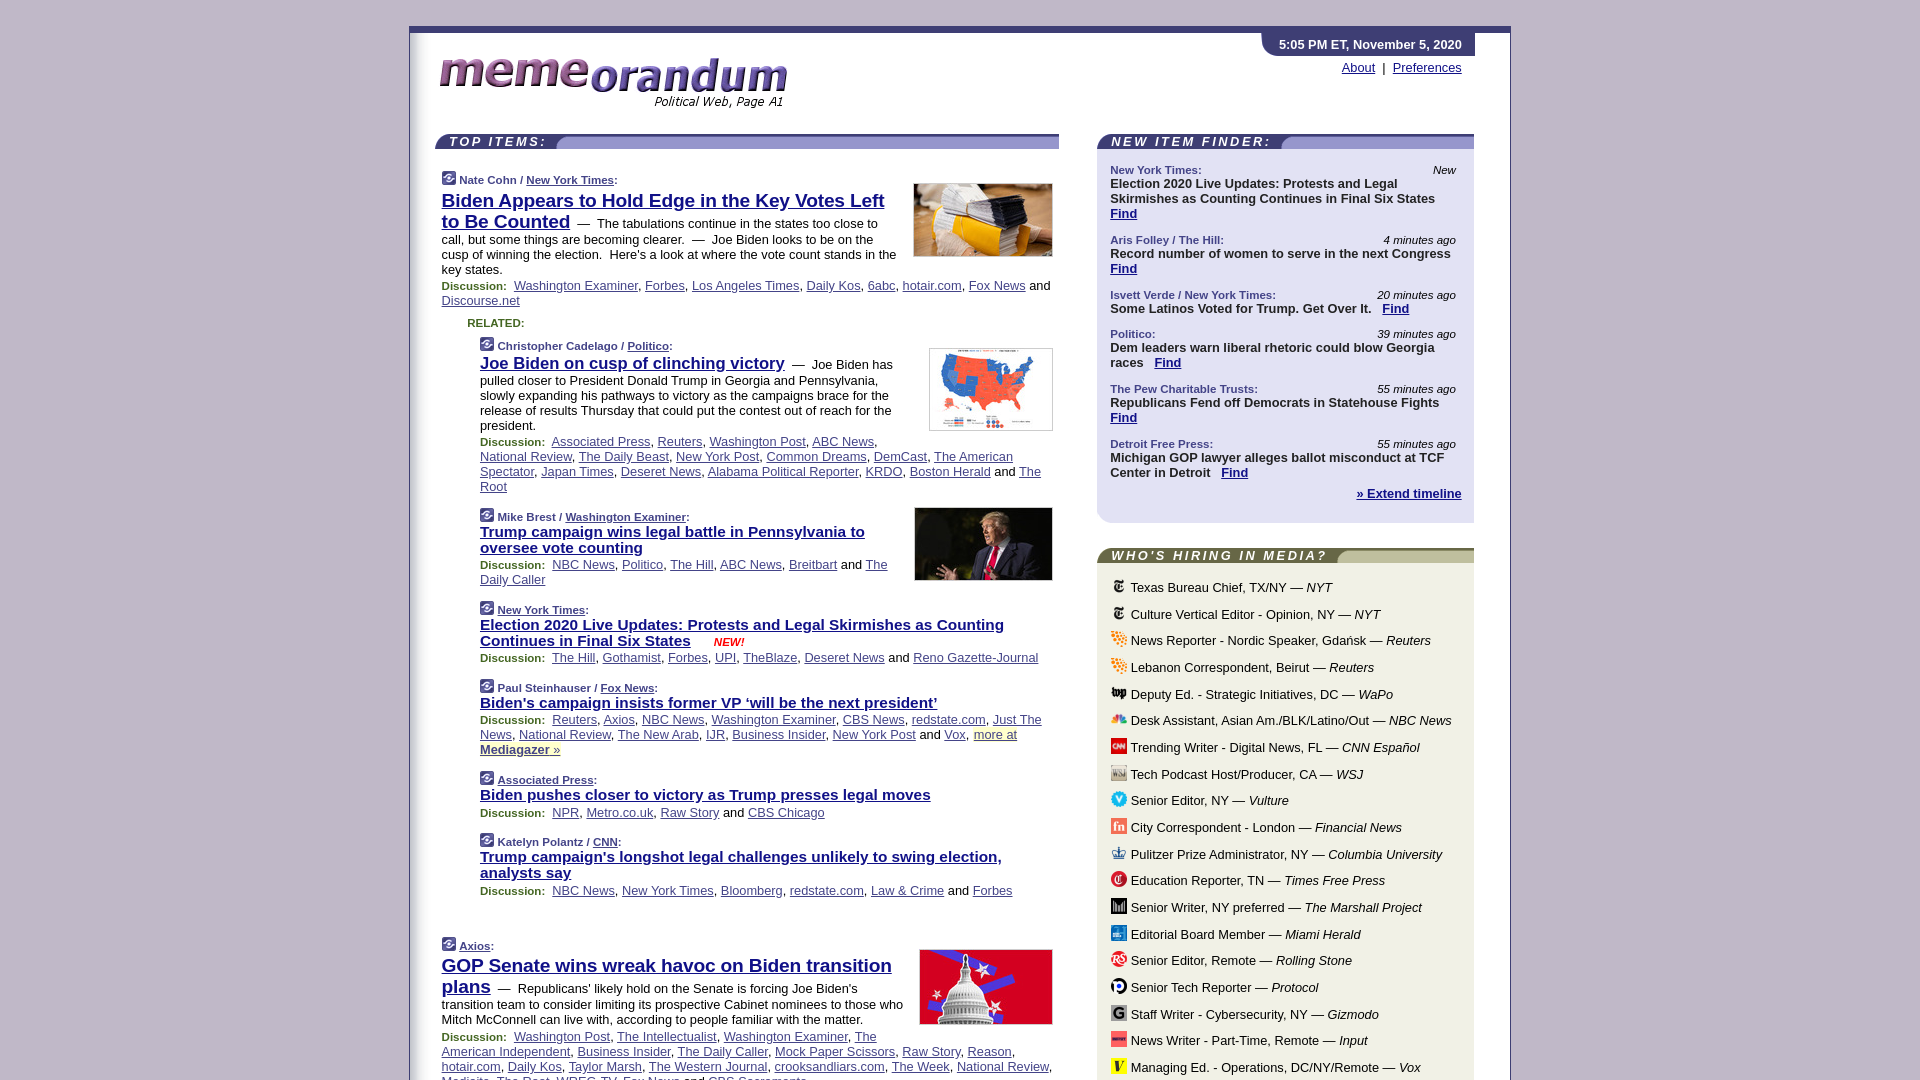 5:05 PM ET, November 5, 2020
memeorandum
Political Web, Page A1
About | Preferences
TOP ITEMS:
Nate Cohn / New York Times:
Biden Appears to Hold Edge in the Key Votes Left
to Be Counted — The tabulations continue in the states too close to
call, but some things are becoming clearer. — Joe Biden looks to be on the
cusp of winning the election. Here's a look at where the vote count stands in the
key states.
Discussion: Washington Examiner, Forbes, Los Angeles Times, Daily Kos, 6abc, hotair.com, Fox News and
Discourse.net
RELATED:
Christopher Cadelago / Politico:
Joe Biden on cusp of clinching victory — Joe Biden has
pulled closer to President Donald Trump in Georgia and Pennsylvania,
slowly expanding his pathways to victory as the campaigns brace for the
release of results Thursday that could put the contest out of reach for the
president.
Discussion: Associated Press, Reuters, Washington Post, ABC News,
National Review, The Daily Beast, New York Post, Common Dreams, DemCast, The American
Spectator, Japan Times, Deseret News, Alabama Political Reporter, KRDO, Boston Herald and The
Root
Mike Brest / Washington Examiner:
Trump campaign wins legal battle in Pennsylvania to
oversee vote counting
Discussion: NBC News, Politico, The Hill, ABC News, Breitbart and The
Daily Caller
New York Times:
Election 2020 Live Updates: Protests and Legal Skirmishes as Counting
Continues in Final Six States NEW!
Discussion: The Hill, Gothamist, Forbes, UPI, TheBlaze, Deseret News and Reno Gazette-Journal
Paul Steinhauser / Fox News:
Biden's campaign insists former VP ‘will be the next president’
Discussion: Reuters, Axios, NBC News, Washington Examiner, CBS News, redstate.com, Just The
News, National Review, The New Arab, IJR, Business Insider, New York Post and Vox, more at
Mediagazer »
Associated Press:
Biden pushes closer to victory as Trump presses legal moves
Discussion: NPR, Metro.co.uk, Raw Story and CBS Chicago
Katelyn Polantz / CNN:
Trump campaign's longshot legal challenges unlikely to swing election,
analysts say
Discussion: NBC News, New York Times, Bloomberg, redstate.com, Law & Crime and Forbes
Axios:
GOP Senate wins wreak havoc on Biden transition
plans — Republicans' likely hold on the Senate is forcing Joe Biden's
transition team to consider limiting its prospective Cabinet nominees to those who
Mitch McConnell can live with, according to people familiar with the matter.
Discussion: Washington Post, The Intellectualist, Washington Examiner, The
American Independent, Business Insider, The Daily Caller, Mock Paper Scissors, Raw Story, Reason,
hotair.com, Daily Kos, Taylor Marsh, The Western Journal, crooksandliars.com, The Week, National Review,
Mediaite, The Root, WREG-TV, Fox News and CBS Sacramento
NEW ITEM FINDER:
New York Times: New
Election 2020 Live Updates: Protests and Legal
Skirmishes as Counting Continues in Final Six States
Find
Aris Folley / The Hill: 4 minutes ago
Record number of women to serve in the next Congress
Find
Isvett Verde / New York Times: 20 minutes ago
Some Latinos Voted for Trump. Get Over It. Find
Politico: 39 minutes ago
Dem leaders warn liberal rhetoric could blow Georgia
races Find
The Pew Charitable Trusts: 55 minutes ago
Republicans Fend off Democrats in Statehouse Fights
Find
Detroit Free Press: 55 minutes ago
Michigan GOP lawyer alleges ballot misconduct at TCF
Center in Detroit Find
» Extend timeline
WHO'S HIRING IN MEDIA?
Texas Bureau Chief, TX/NY — NYT
Culture Vertical Editor - Opinion, NY — NYT
News Reporter - Nordic Speaker, Gdańsk — Reuters
Lebanon Correspondent, Beirut — Reuters
wp Deputy Ed. - Strategic Initiatives, DC — WaPo
Desk Assistant, Asian Am./BLK/Latino/Out — NBC News
CNN Trending Writer - Digital News, FL — CNN Español
WSJ Tech Podcast Host/Producer, CA — WSJ
V Senior Editor, NY — Vulture
fn City Correspondent - London — Financial News
Pulitzer Prize Administrator, NY — Columbia University
Education Reporter, TN — Times Free Press
Senior Writer, NY preferred — The Marshall Project
Editorial Board Member — Miami Herald
RS Senior Editor, Remote — Rolling Stone
Senior Tech Reporter — Protocol
G Staff Writer - Cybersecurity, NY — Gizmodo
News Writer - Part-Time, Remote — Input
V Managing Ed. - Operations, DC/NY/Remote — Vox